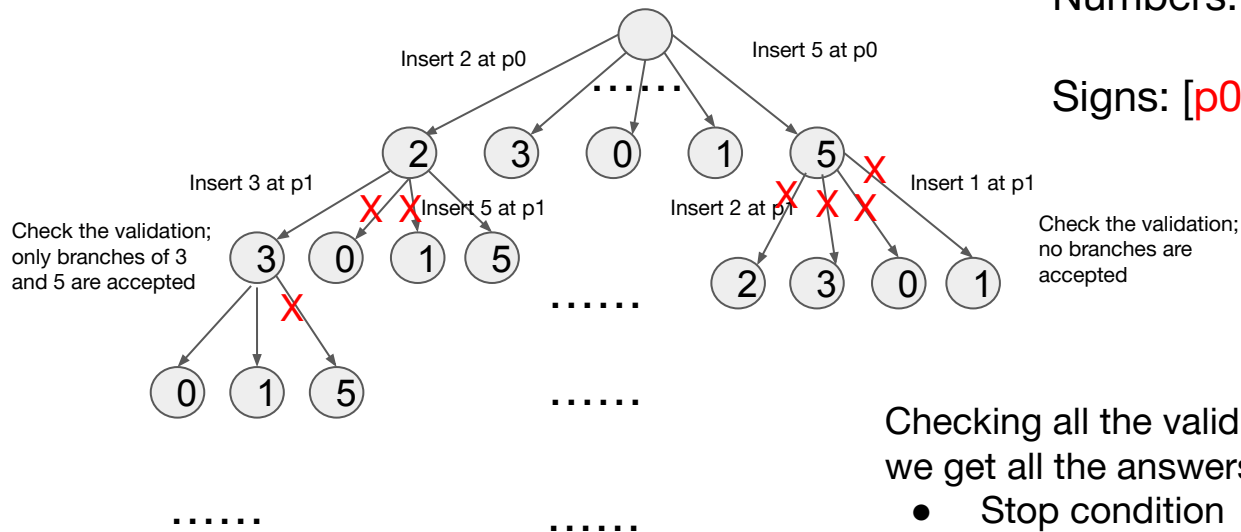 Numbers:
Insert 2 at p0
Insert 5 at p0
......
Signs: [p0
2
3
0
1
5
Insert 3 at p1
X
X
Insert 5 at p1
Insert 2 at p1
X
X
X
X
Insert 1 at p1
Check the validation;
only branches of 3
and 5 are accepted
Check the validation;
no branches are
accepted
3
0
1
5
2
3
0
1
......
X
0
1
5
......
Checking all the valid
we get all the answers
● Stop condition
......
......